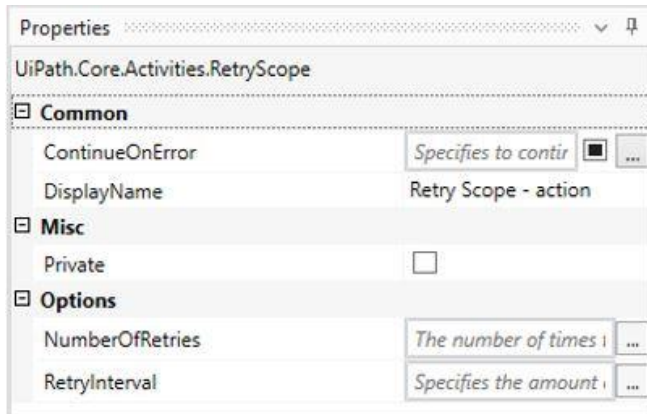 Properties
UiPath.Core.Activities.RetryScope
Common
ContinueOnError Specifies to contir ...
DisplayName Retry Scope - action
Misc
Private
Options
NumberOfRetries The number of times ...
RetryInterval Specifies the amount ...